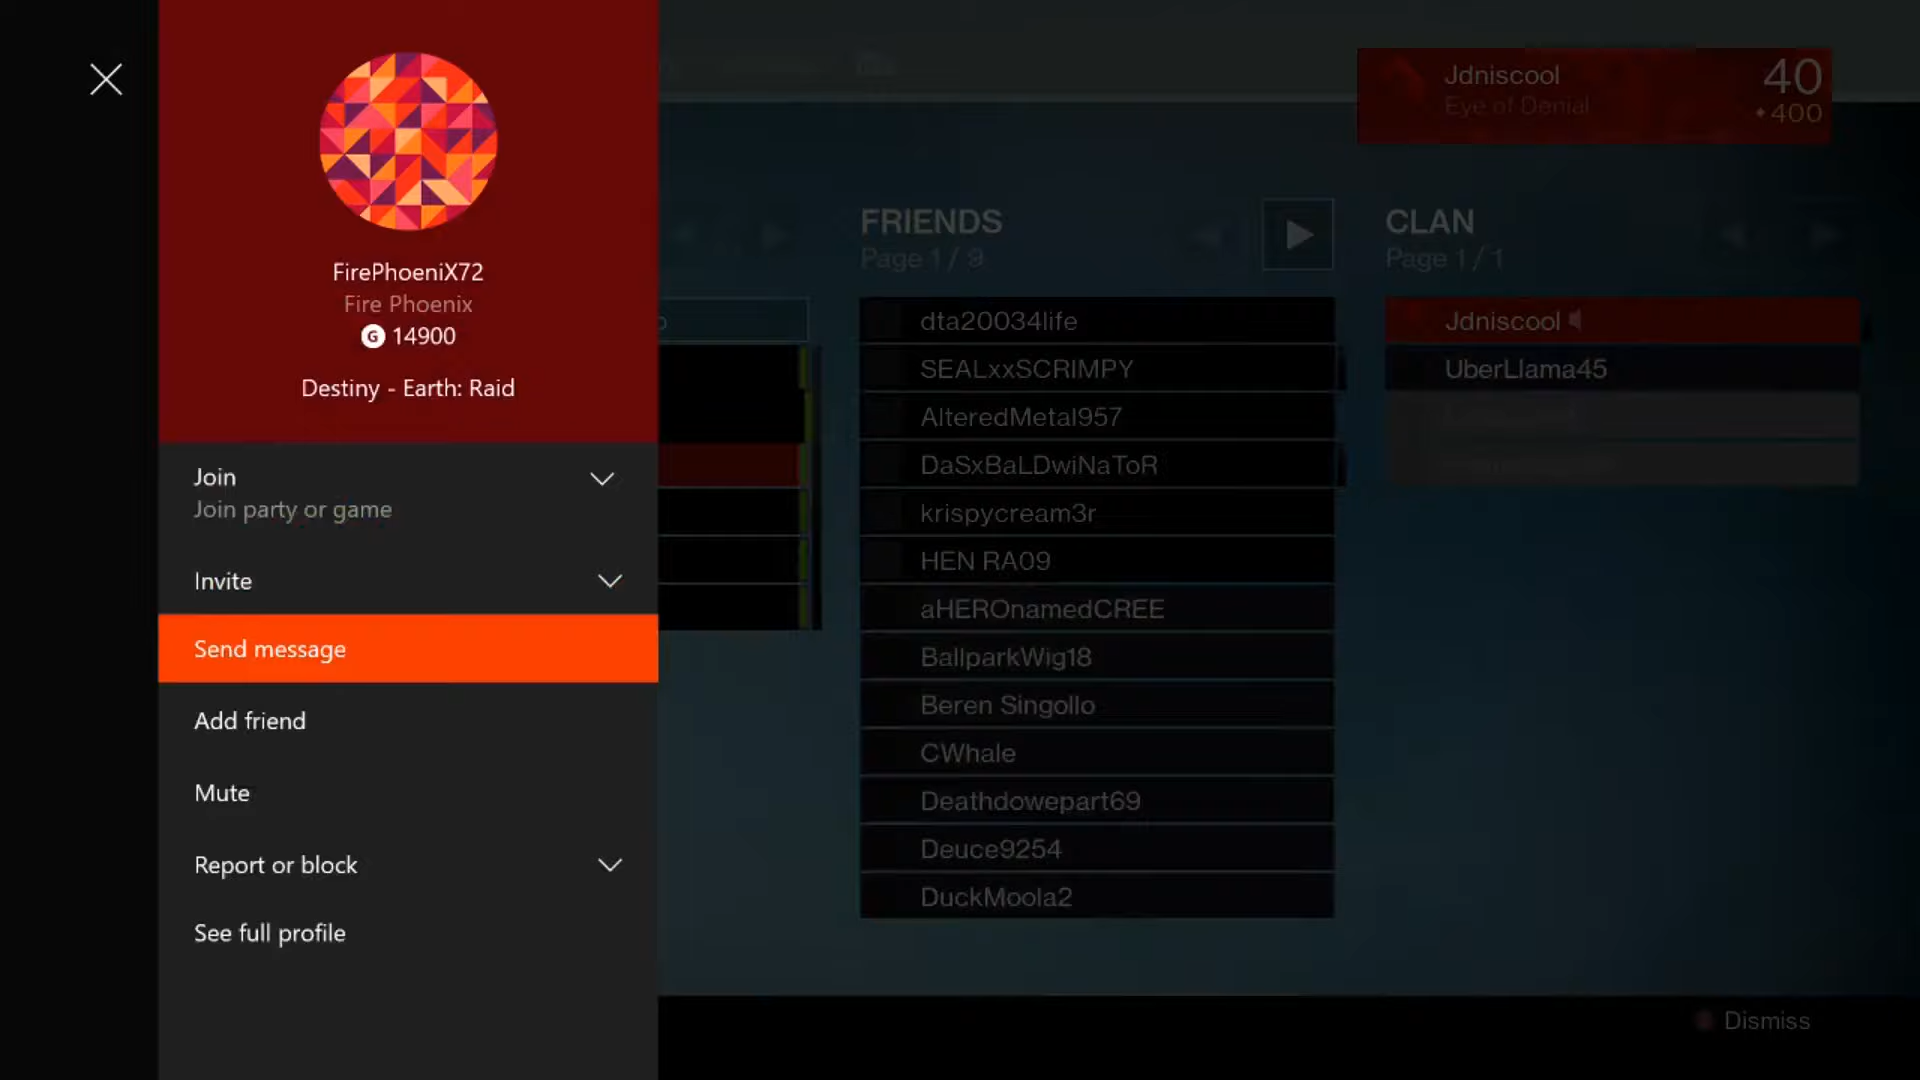 FirePhoeniX72
Fire Phoenix
G 14900
Destiny - Earth: Raid
Join
Join party or game
Invite
Send message
Add friend
Mute
Report or block
See full profile
Jdniscool
Eye of Denial
40
400
FRIENDS
Page 1 / 9
dta20034life
SEALxxSCRIMPY
AlteredMetal957
DaSxBaLDwiNaToR
krispycream3r
HEN RA09
aHEROnamedCREE
BallparkWig18
Beren Singollo
CWhale
Deathdowepart69
Deuce9254
DuckMoola2
CLAN
Page 1 / 1
Jdniscool
UberLlama45
Dismiss